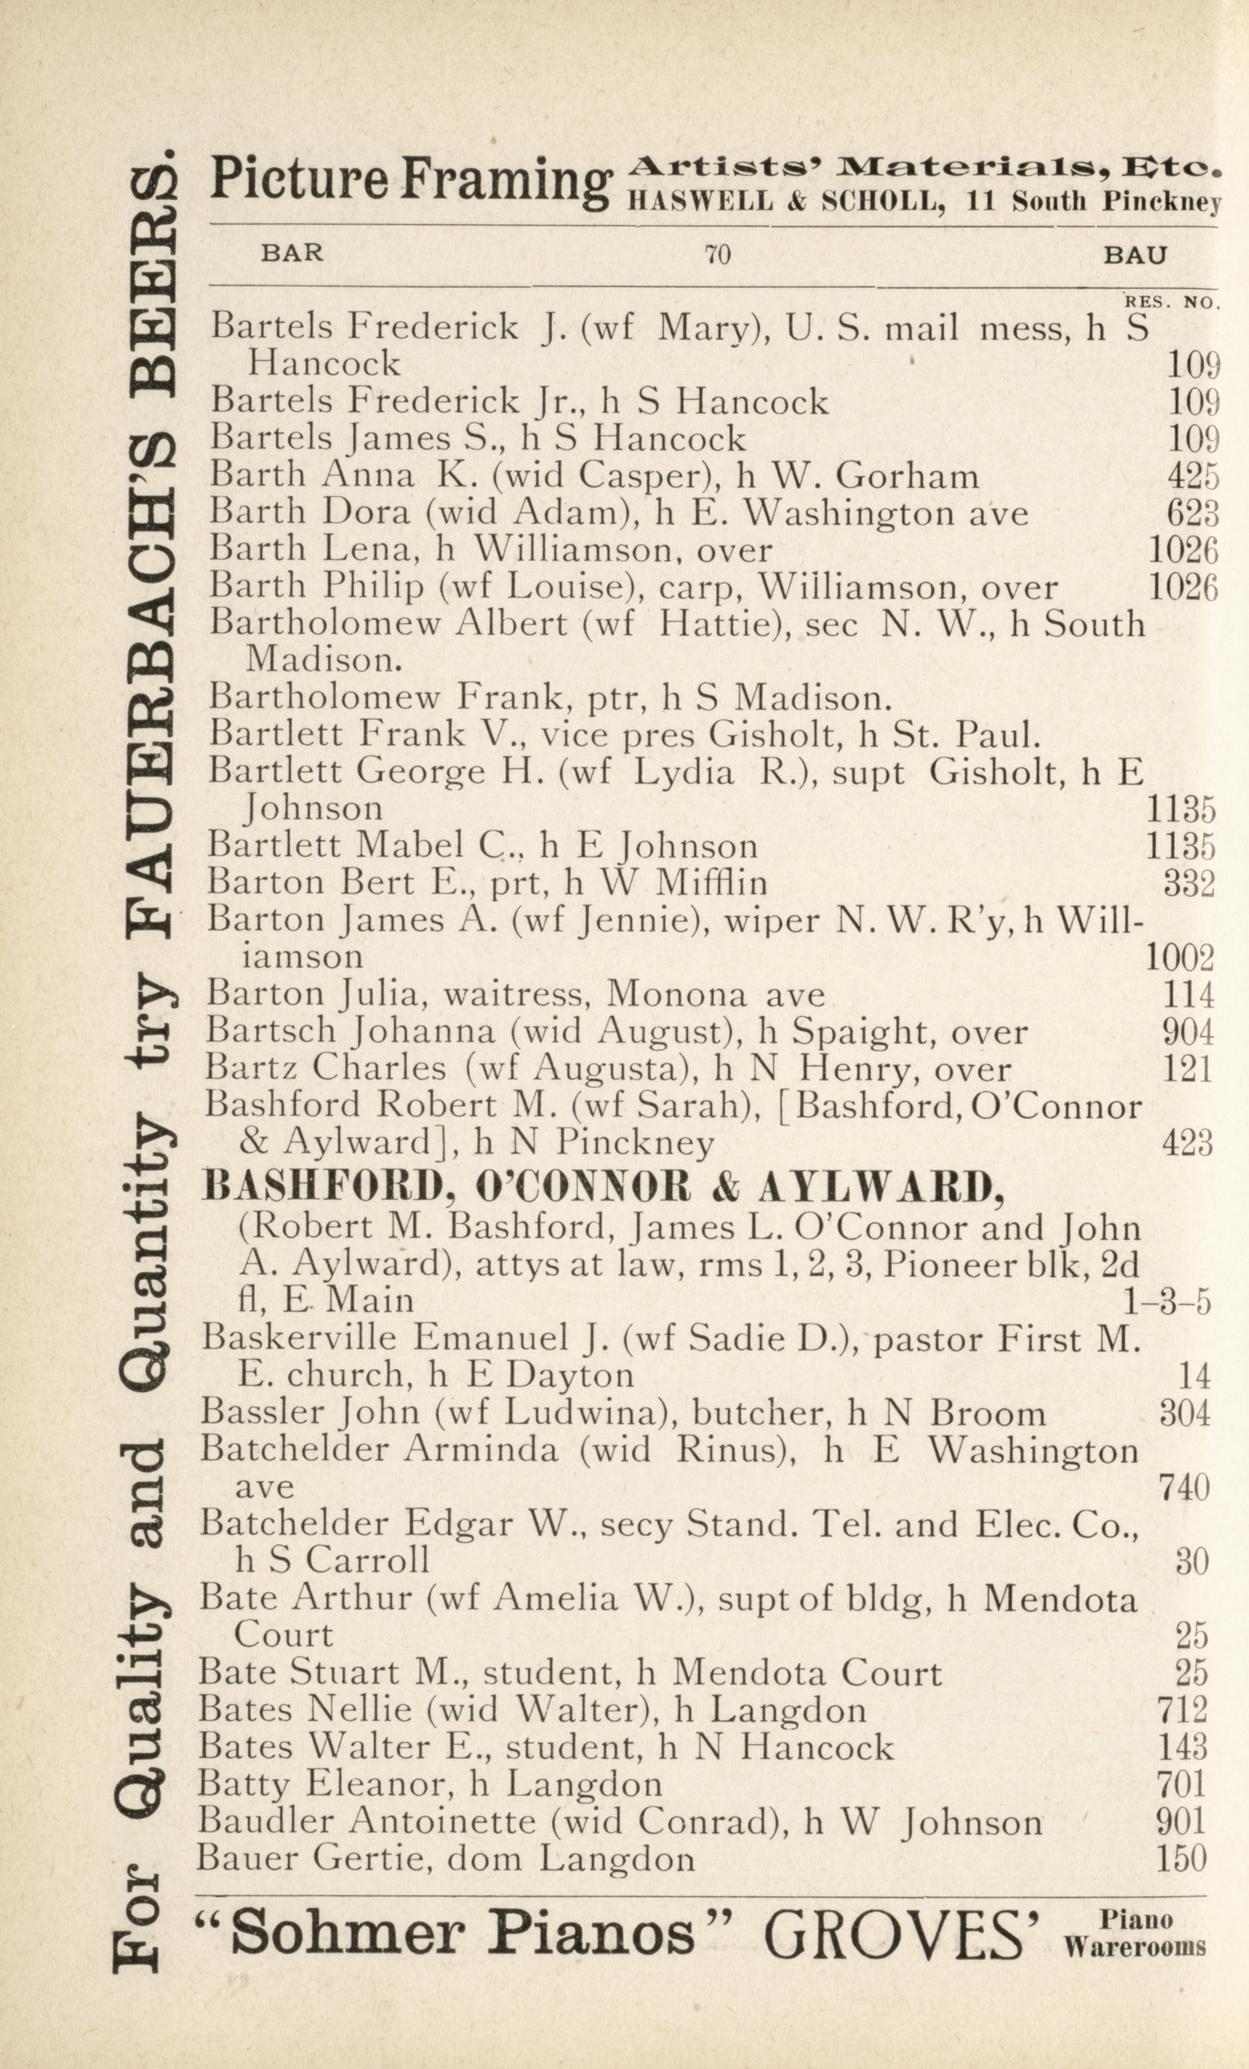 For Quality and Quantity try FAUERBACH'S BEERS.
Picture Framing Artists' Materials, Etc.
HASWELL & SCHOLL, 11 South Pinckney
BAR 70 BAU
RES. NO.
Bartels Frederick J. (wf Mary), U. S. mail mess, h S
Hancock 109
Bartels Frederick Jr., h S Hancock 109
Bartels James S., h S Hancock 109
Barth Anna K. (wid Casper), h W. Gorham 425
Barth Dora (wid Adam), h E. Washington ave 623
Barth Lena, h Williamson, over 1026
Barth Philip (wf Louise), carp, Williamson, over 1026
Bartholomew Albert (wf Hattie), sec N. W., h South
Madison.
Bartholomew Frank, ptr, h S Madison.
Bartlett Frank V., vice pres Gisholt, h St. Paul.
Bartlett George H. (wf Lydia R.), supt Gisholt, h E
Johnson 1135
Bartlett Mabel C., h E Johnson 1135
Barton Bert E., prt, h W Mifflin 332
Barton James A. (wf Jennie), wiper N. W. R'y, h Will-
iamson 1002
Barton Julia, waitress, Monona ave 114
Bartsch Johanna (wid August), h Spaight, over 904
Bartz Charles (wf Augusta), h N Henry, over 121
Bashford Robert M. (wf Sarah), [Bashford, O'Connor
& Aylward], h N Pinckney 423
BASHFORD, O'CONNOR & AYLWARD,
(Robert M. Bashford, James L. O'Connor and John
A. Aylward), attys at law, rms 1, 2, 3, Pioneer blk, 2d
fl, E. Main 1–3–5
Baskerville Emanuel J. (wf Sadie D.), pastor First M.
E. church, h E Dayton 14
Bassler John (wf Ludwina), butcher, h N Broom 304
Batchelder Arminda (wid Rinus), h E Washington
ave 740
Batchelder Edgar W., secy Stand. Tel. and Elec. Co.,
h S Carroll 30
Bate Arthur (wf Amelia W.), supt of bldg, h Mendota
Court 25
Bate Stuart M., student, h Mendota Court 25
Bates Nellie (wid Walter), h Langdon 712
Bates Walter E., student, h N Hancock 143
Batty Eleanor, h Langdon 701
Baudler Antoinette (wid Conrad), h W Johnson 901
Bauer Gertie, dom Langdon 150
"Sohmer Pianos" GROVES' Piano
Warerooms